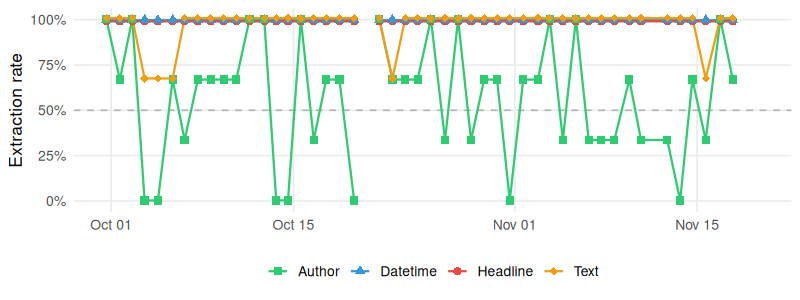 Extraction rate
100%
75%
50%
25%
0%
Oct 01 Oct 15 Nov 01 Nov 15
Author Datetime Headline Text